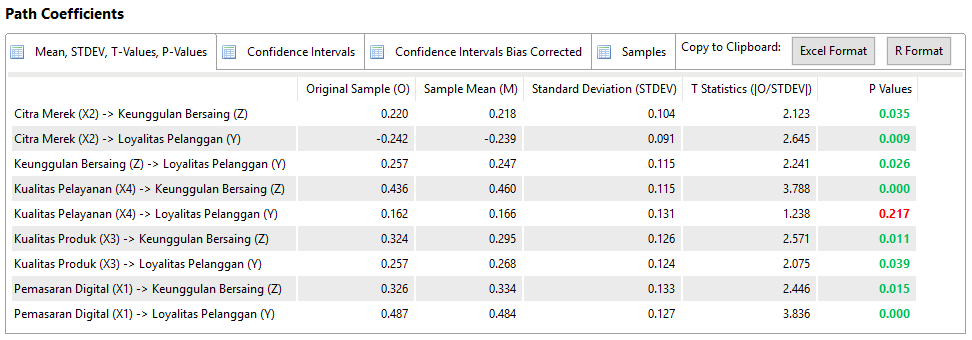 Path Coefficients
Mean, STDEV, T-Values, P-Values Confidence Intervals Confidence Intervals Bias Corrected Samples Copy to Clipboard: Excel Format R Format
Original Sample (O) Sample Mean (M) Standard Deviation (STDEV) T Statistics (|O/STDEV|) P Values
Citra Merek (X2) -> Keunggulan Bersaing (Z) 0.220 0.218 0.104 2.123 0.035
Citra Merek (X2) -> Loyalitas Pelanggan (Y) -0.242 -0.239 0.091 2.645 0.009
Keunggulan Bersaing (Z) -> Loyalitas Pelanggan (Y) 0.257 0.247 0.115 2.241 0.026
Kualitas Pelayanan (X4) -> Keunggulan Bersaing (Z) 0.436 0.460 0.115 3.788 0.000
Kualitas Pelayanan (X4) -> Loyalitas Pelanggan (Y) 0.162 0.166 0.131 1.238 0.217
Kualitas Produk (X3) -> Keunggulan Bersaing (Z) 0.324 0.295 0.126 2.571 0.011
Kualitas Produk (X3) -> Loyalitas Pelanggan (Y) 0.257 0.268 0.124 2.075 0.039
Pemasaran Digital (X1) -> Keunggulan Bersaing (Z) 0.326 0.334 0.133 2.446 0.015
Pemasaran Digital (X1) -> Loyalitas Pelanggan (Y) 0.487 0.484 0.127 3.836 0.000